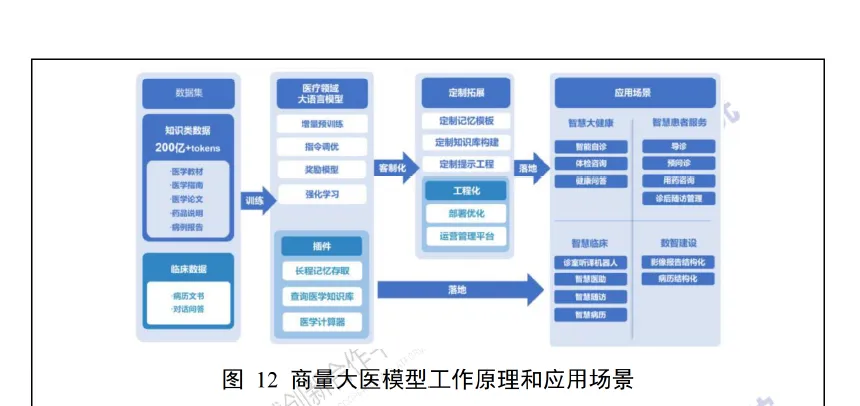 数据集
知识类数据
200亿+tokens
·医学教材
·医学指南
·医学论文
·药品说明
·病例报告
临床数据
·病历文书
·对话问答
训练
医疗领域
大语言模型
增量预训练
指令调优
奖励模型
强化学习
插件
长程记忆存取
查询医学知识库
医学计算器
客制化
定制拓展
定制记忆模板
定制知识库构建
定制提示工程
工程化
部署优化
运营管理平台
落地
落地
应用场景
智慧大健康
智能自诊
体检咨询
健康问答
智慧患者服务
导诊
预问诊
用药咨询
诊后随访管理
智慧临床
诊室听译机器人
智慧医助
智慧随访
智慧病历
数智建设
影像报告结构化
病历结构化
图 12 商量大医模型工作原理和应用场景